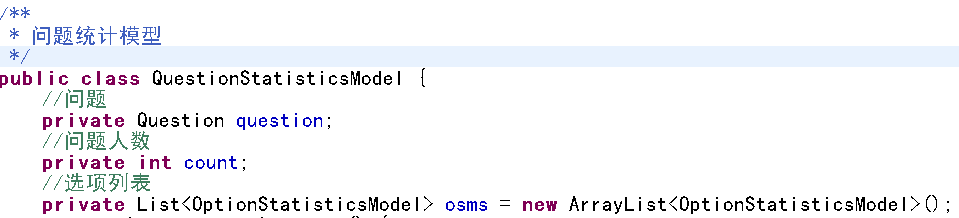 /**
 * 问题统计模型
 */
public class QuestionStatisticsModel {
    //问题
    private Question question;
    //问题人数
    private int count;
    //选项列表
    private List<OptionStatisticsModel> osms = new ArrayList<OptionStatisticsModel>();